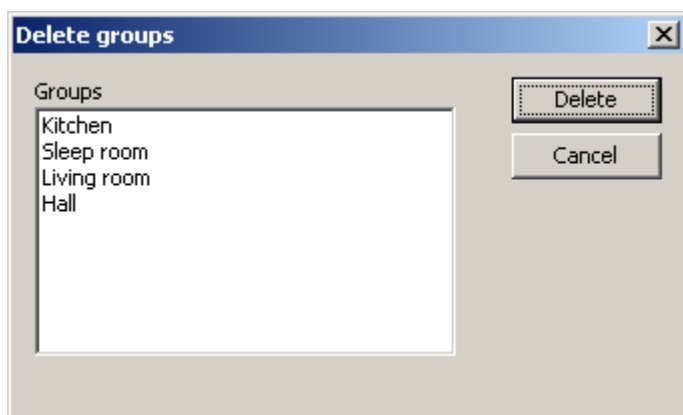 Delete groups
Groups
Delete
Kitchen
Sleep room
Cancel
Living room
Hall